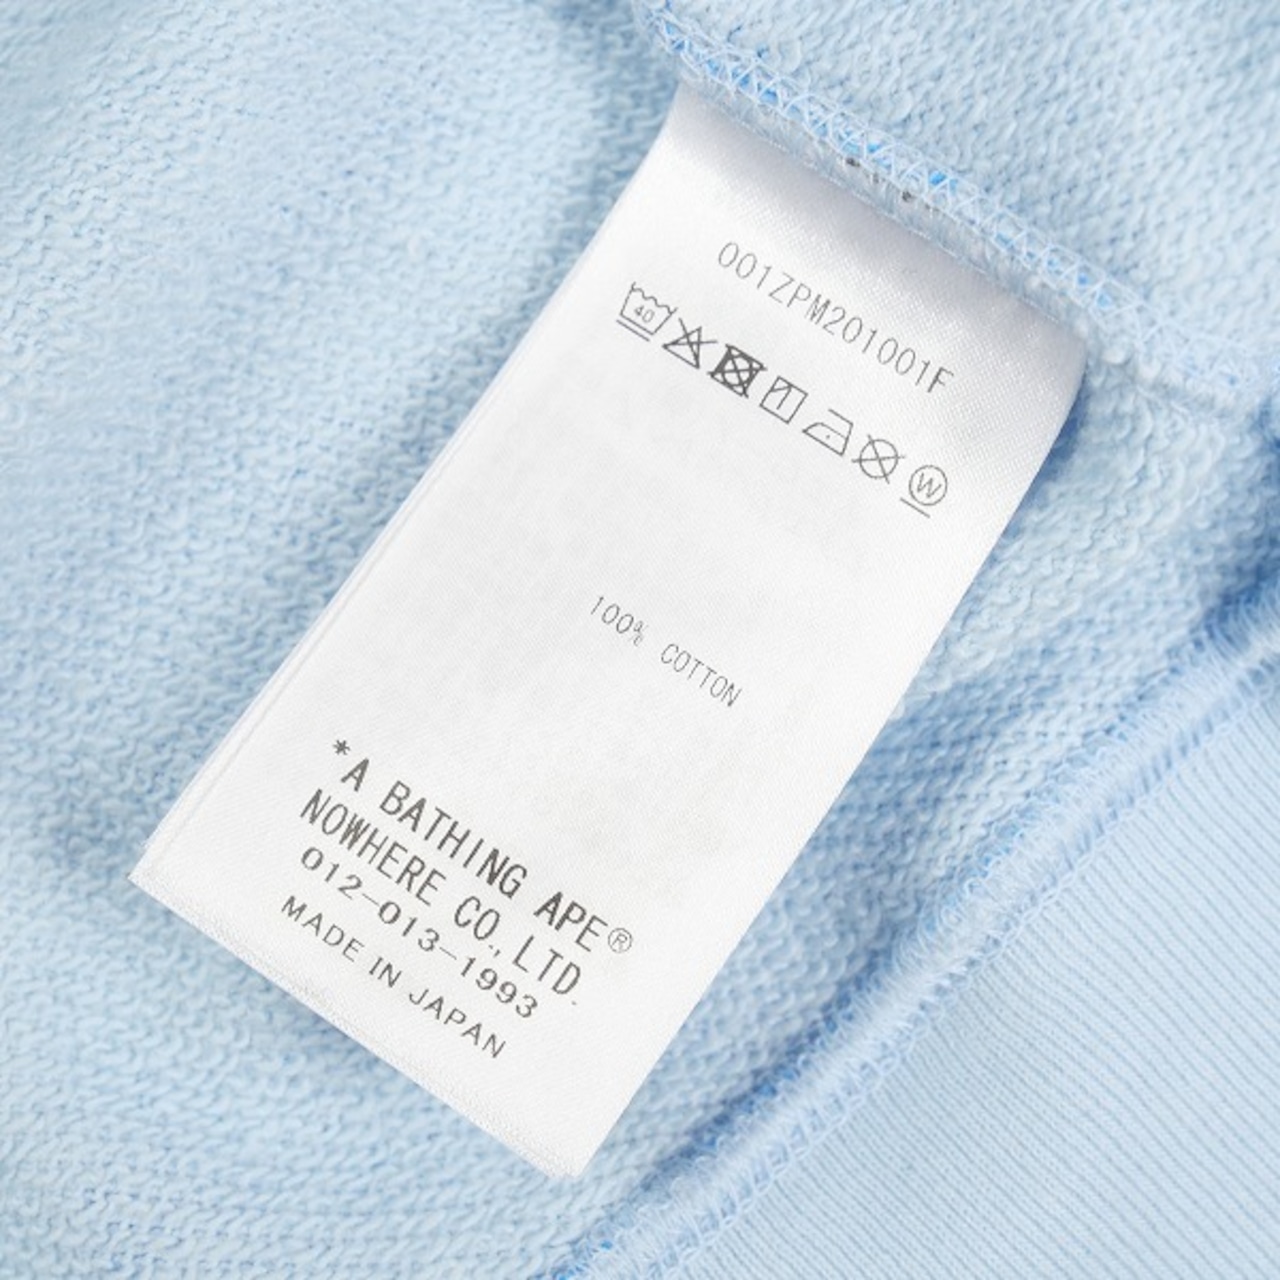 001ZPM201001F
40
W
100% COTTON
*A BATHING APE®
NOWHERE CO., LTD.
012-013-1993
MADE IN JAPAN